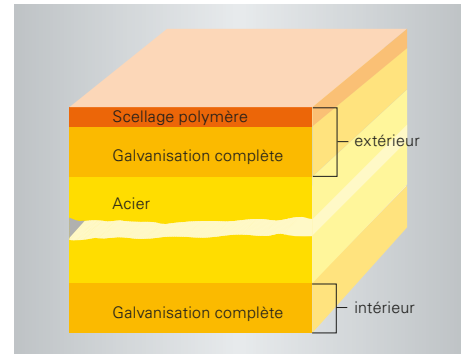 Scellage polymère
extérieur
Galvanisation complète
Acier
intérieur
Galvanisation complète